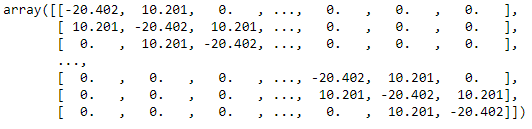 array([[-20.402,  10.201,   0.   , ...,   0.   ,   0.   ,   0.   ],
       [ 10.201, -20.402,  10.201, ...,   0.   ,   0.   ,   0.   ],
       [  0.   ,  10.201, -20.402, ...,   0.   ,   0.   ,   0.   ],
       ...,
       [  0.   ,   0.   ,   0.   , ..., -20.402,  10.201,   0.   ],
       [  0.   ,   0.   ,   0.   , ...,  10.201, -20.402,  10.201],
       [  0.   ,   0.   ,   0.   , ...,   0.   ,  10.201, -20.402]])